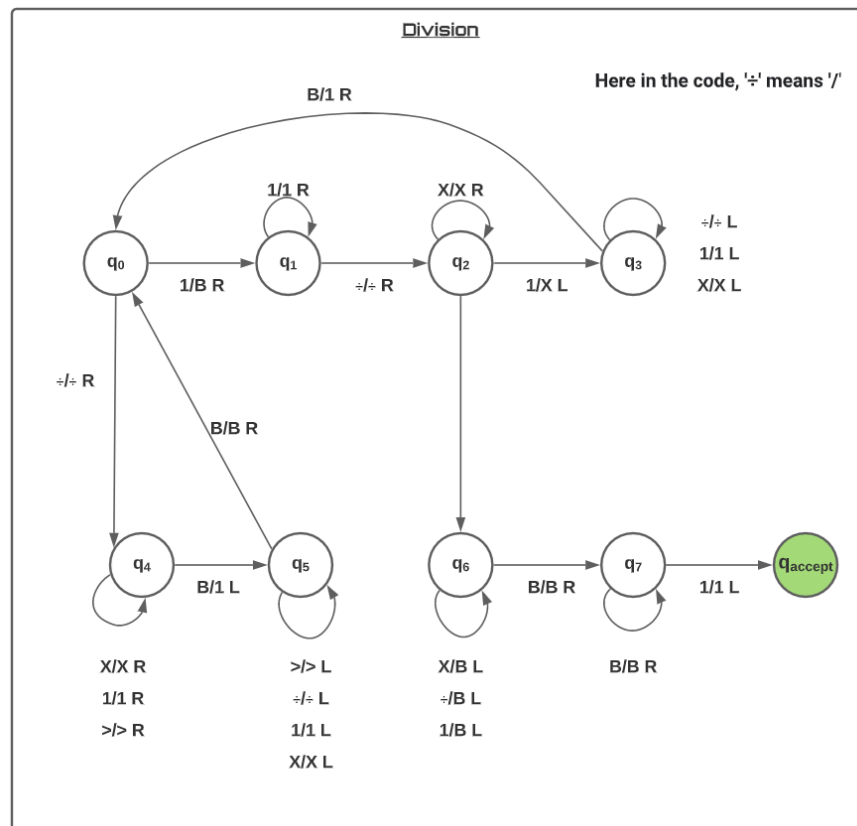 Division
Here in the code, '÷' means '/'
B/1 R
1/1 R
X/X R
÷/÷ L
1/1 L
X/X L
q0
q1
q2
q3
1/B R
÷/÷ R
1/X L
÷/÷ R
B/B R
q4
q5
q6
q7
qaccept
B/1 L
B/B R
1/1 L
X/X R
1/1 R
>/> R
>/> L
÷/÷ L
1/1 L
X/X L
X/B L
÷/B L
1/B L
B/B R